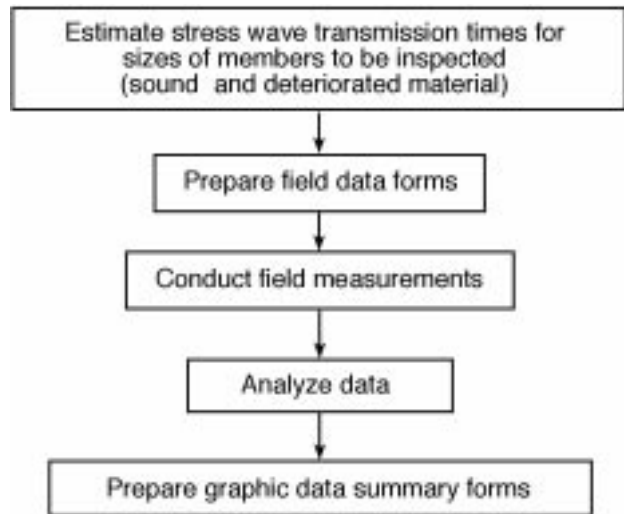 Estimate stress wave transmission times for
sizes of members to be inspected
(sound and deteriorated material)
Prepare field data forms
Conduct field measurements
Analyze data
Prepare graphic data summary forms